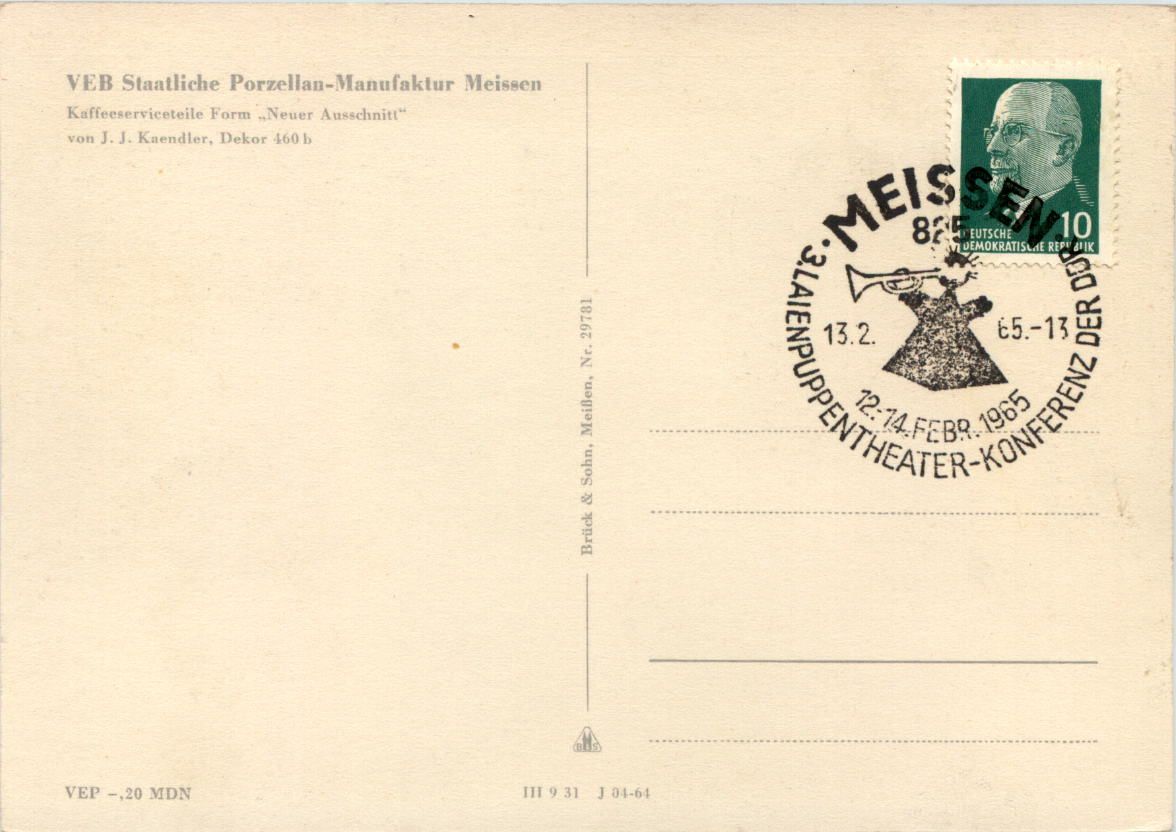 VEB Staatliche Porzellan-Manufaktur Meissen
Kaffeeserviceteile Form „Neuer Ausschnitt“
von J. J. Kaendler, Dekor 460 b
Brück & Sohn, Meißen, Nr. 29781
DEUTSCHE 10
DEMOKRATISCHE REPUBLIK
MEISSEN
825
· 3. LAIENPUPPENTHEATER-KONFERENZ DER DDR ·
13.2. 65.-13
12.-14. FEBR. 1965
B S
VEP -,20 MDN
III 9 31 J 04-64